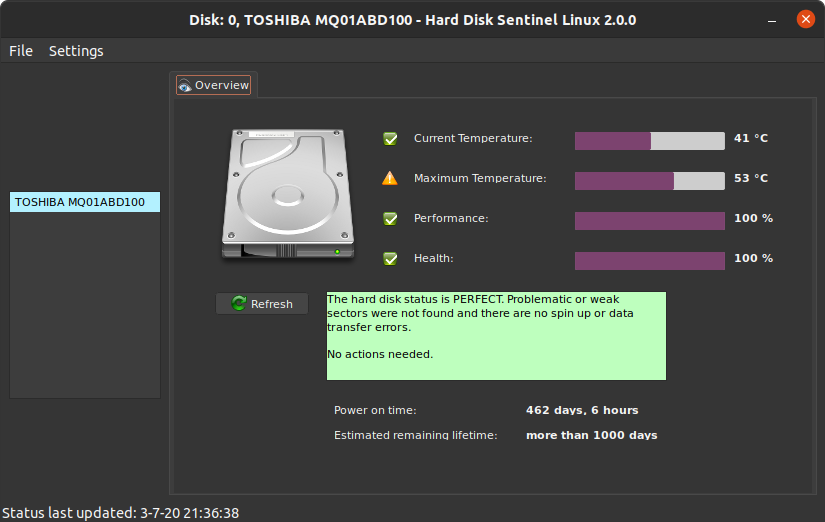 Disk: 0, TOSHIBA MQ01ABD100 - Hard Disk Sentinel Linux 2.0.0
File Settings
Overview
TOSHIBA MQ01ABD100
Current Temperature: 41 °C
Maximum Temperature: 53 °C
Performance: 100 %
Health: 100 %
Refresh
The hard disk status is PERFECT. Problematic or weak
sectors were not found and there are no spin up or data
transfer errors.
No actions needed.
Power on time: 462 days, 6 hours
Estimated remaining lifetime: more than 1000 days
Status last updated: 3-7-20 21:36:38